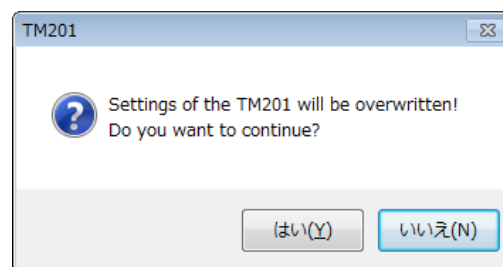 TM201
Settings of the TM201 will be overwritten!
Do you want to continue?
はい(Y)
いいえ(N)